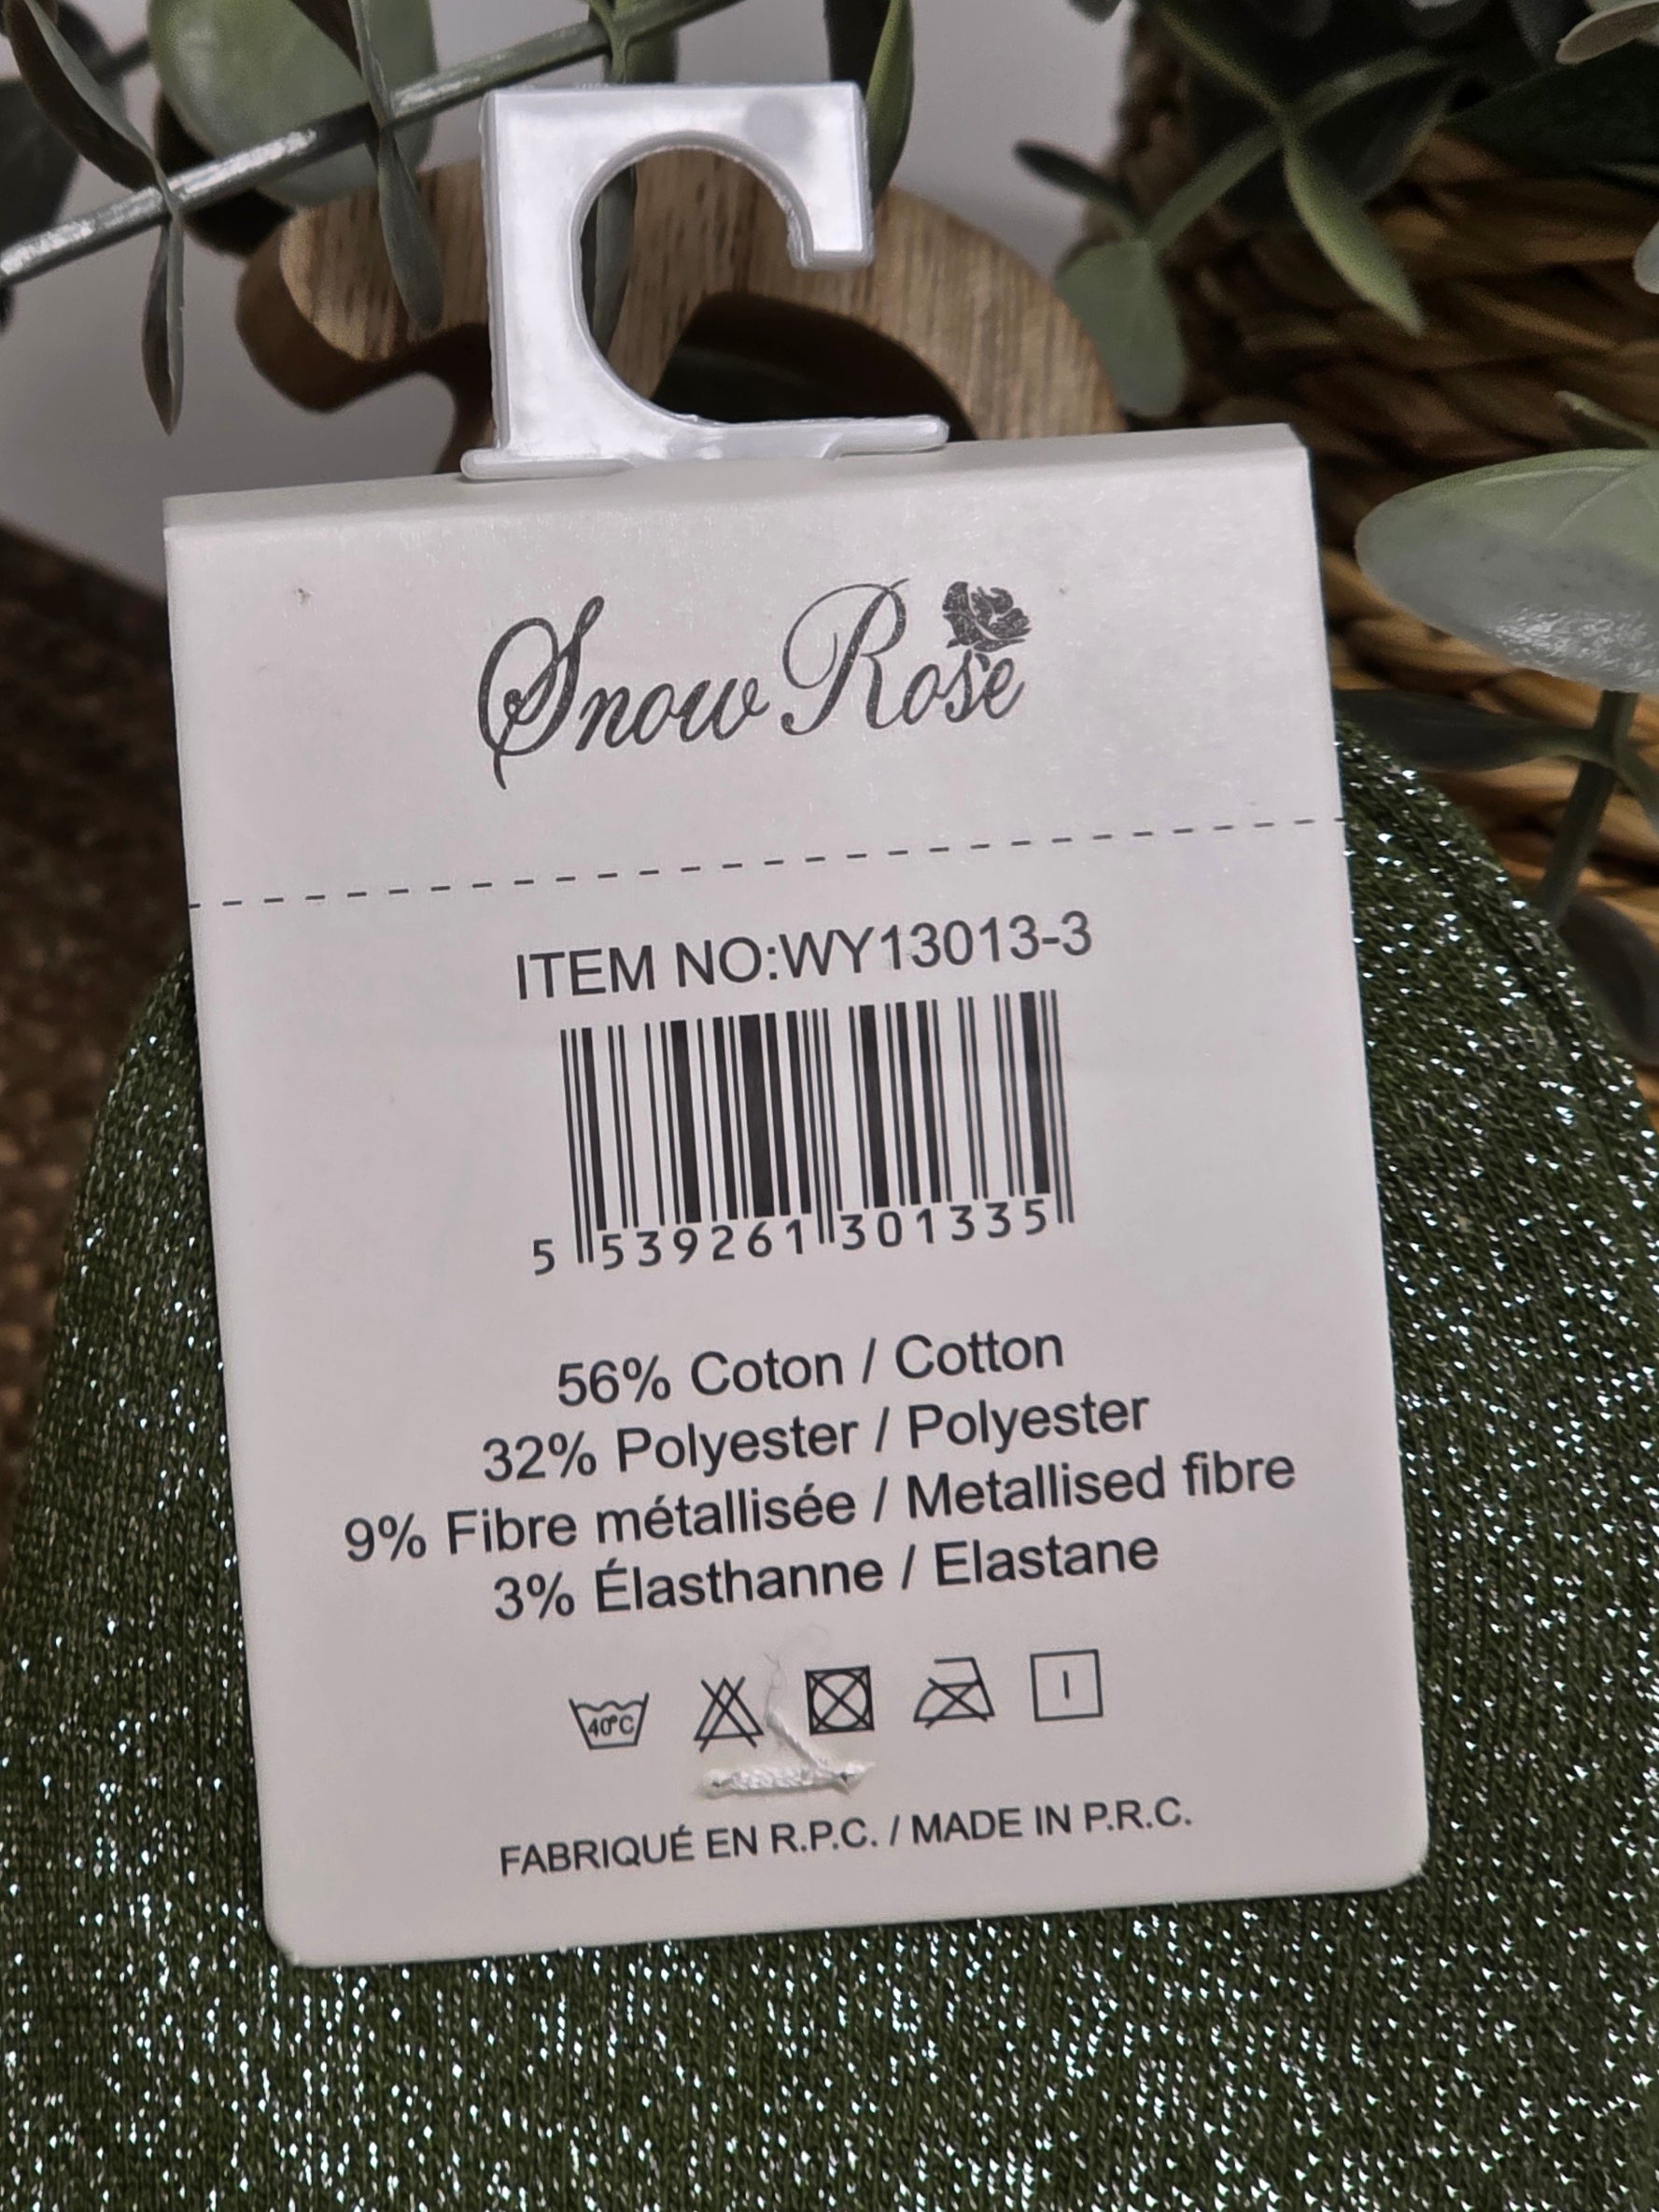 Snow Rose
ITEM NO:WY13013-3
5 539261 301335
56% Coton / Cotton
32% Polyester / Polyester
9% Fibre métallisée / Metallised fibre
3% Élasthanne / Elastane
40°C
FABRIQUÉ EN R.P.C. / MADE IN P.R.C.